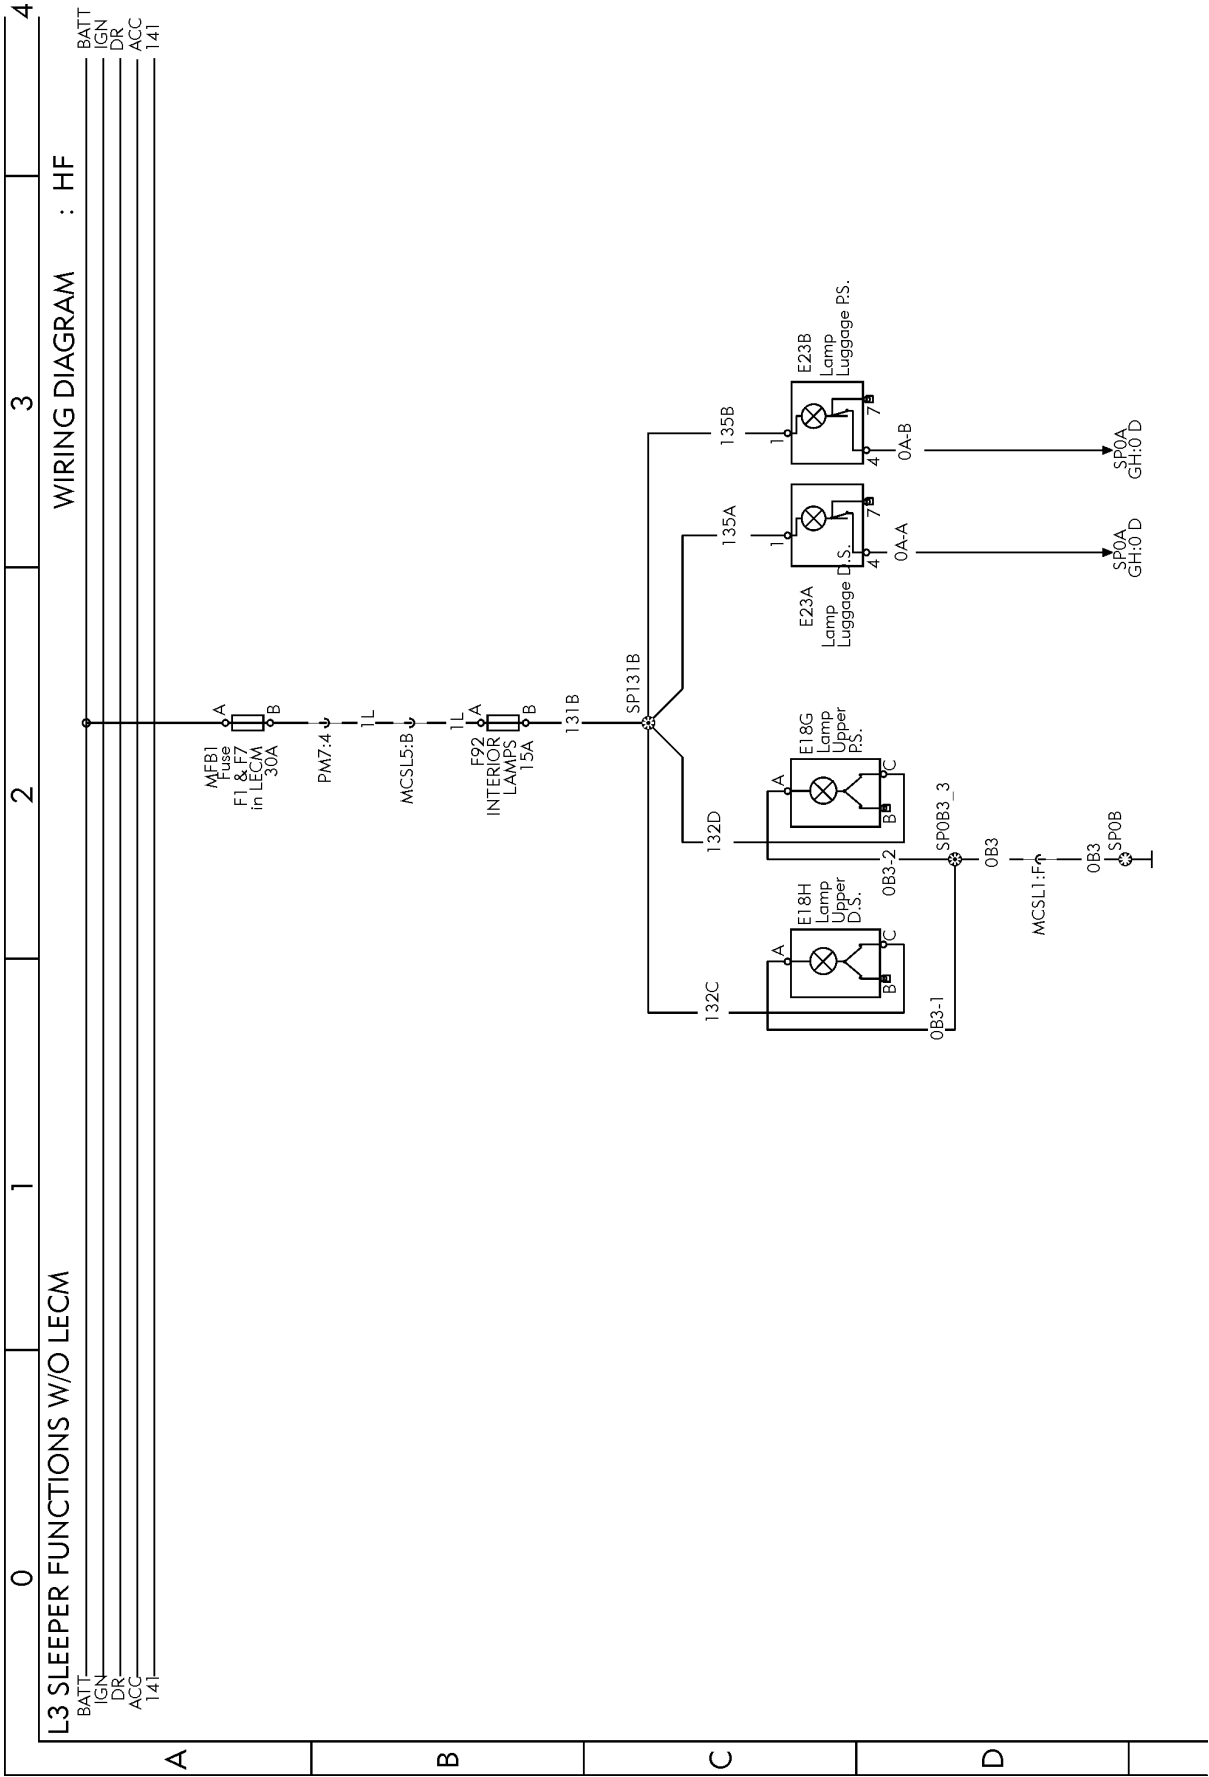 0 1 2 3 4
L3 SLEEPER FUNCTIONS W/O LECM WIRING DIAGRAM : HF
BATT BATT
IGN IGN
DR DR
ACC ACC
141 141
A
B
C
D
MFB1
Fuse
F1 & F7
in LECM
30A
A
B
PM7:4
1L
MCSL5:B
1L
F92
INTERIOR
LAMPS
15A
A
B
131B
SP131B
132C
132D
135A
135B
E18H
Lamp
Upper
D.S.
A
B
C
E18G
Lamp
Upper
P.S.
A
B
C
E23A
Lamp
Luggage D.S.
1
4
7
E23B
Lamp
Luggage P.S.
1
4
7
0B3-1
0B3-2
SP0B3_3
0B3
MCSL1:F
0B3
SP0B
0A-A
SP0A
GH:0 D
0A-B
SP0A
GH:0 D